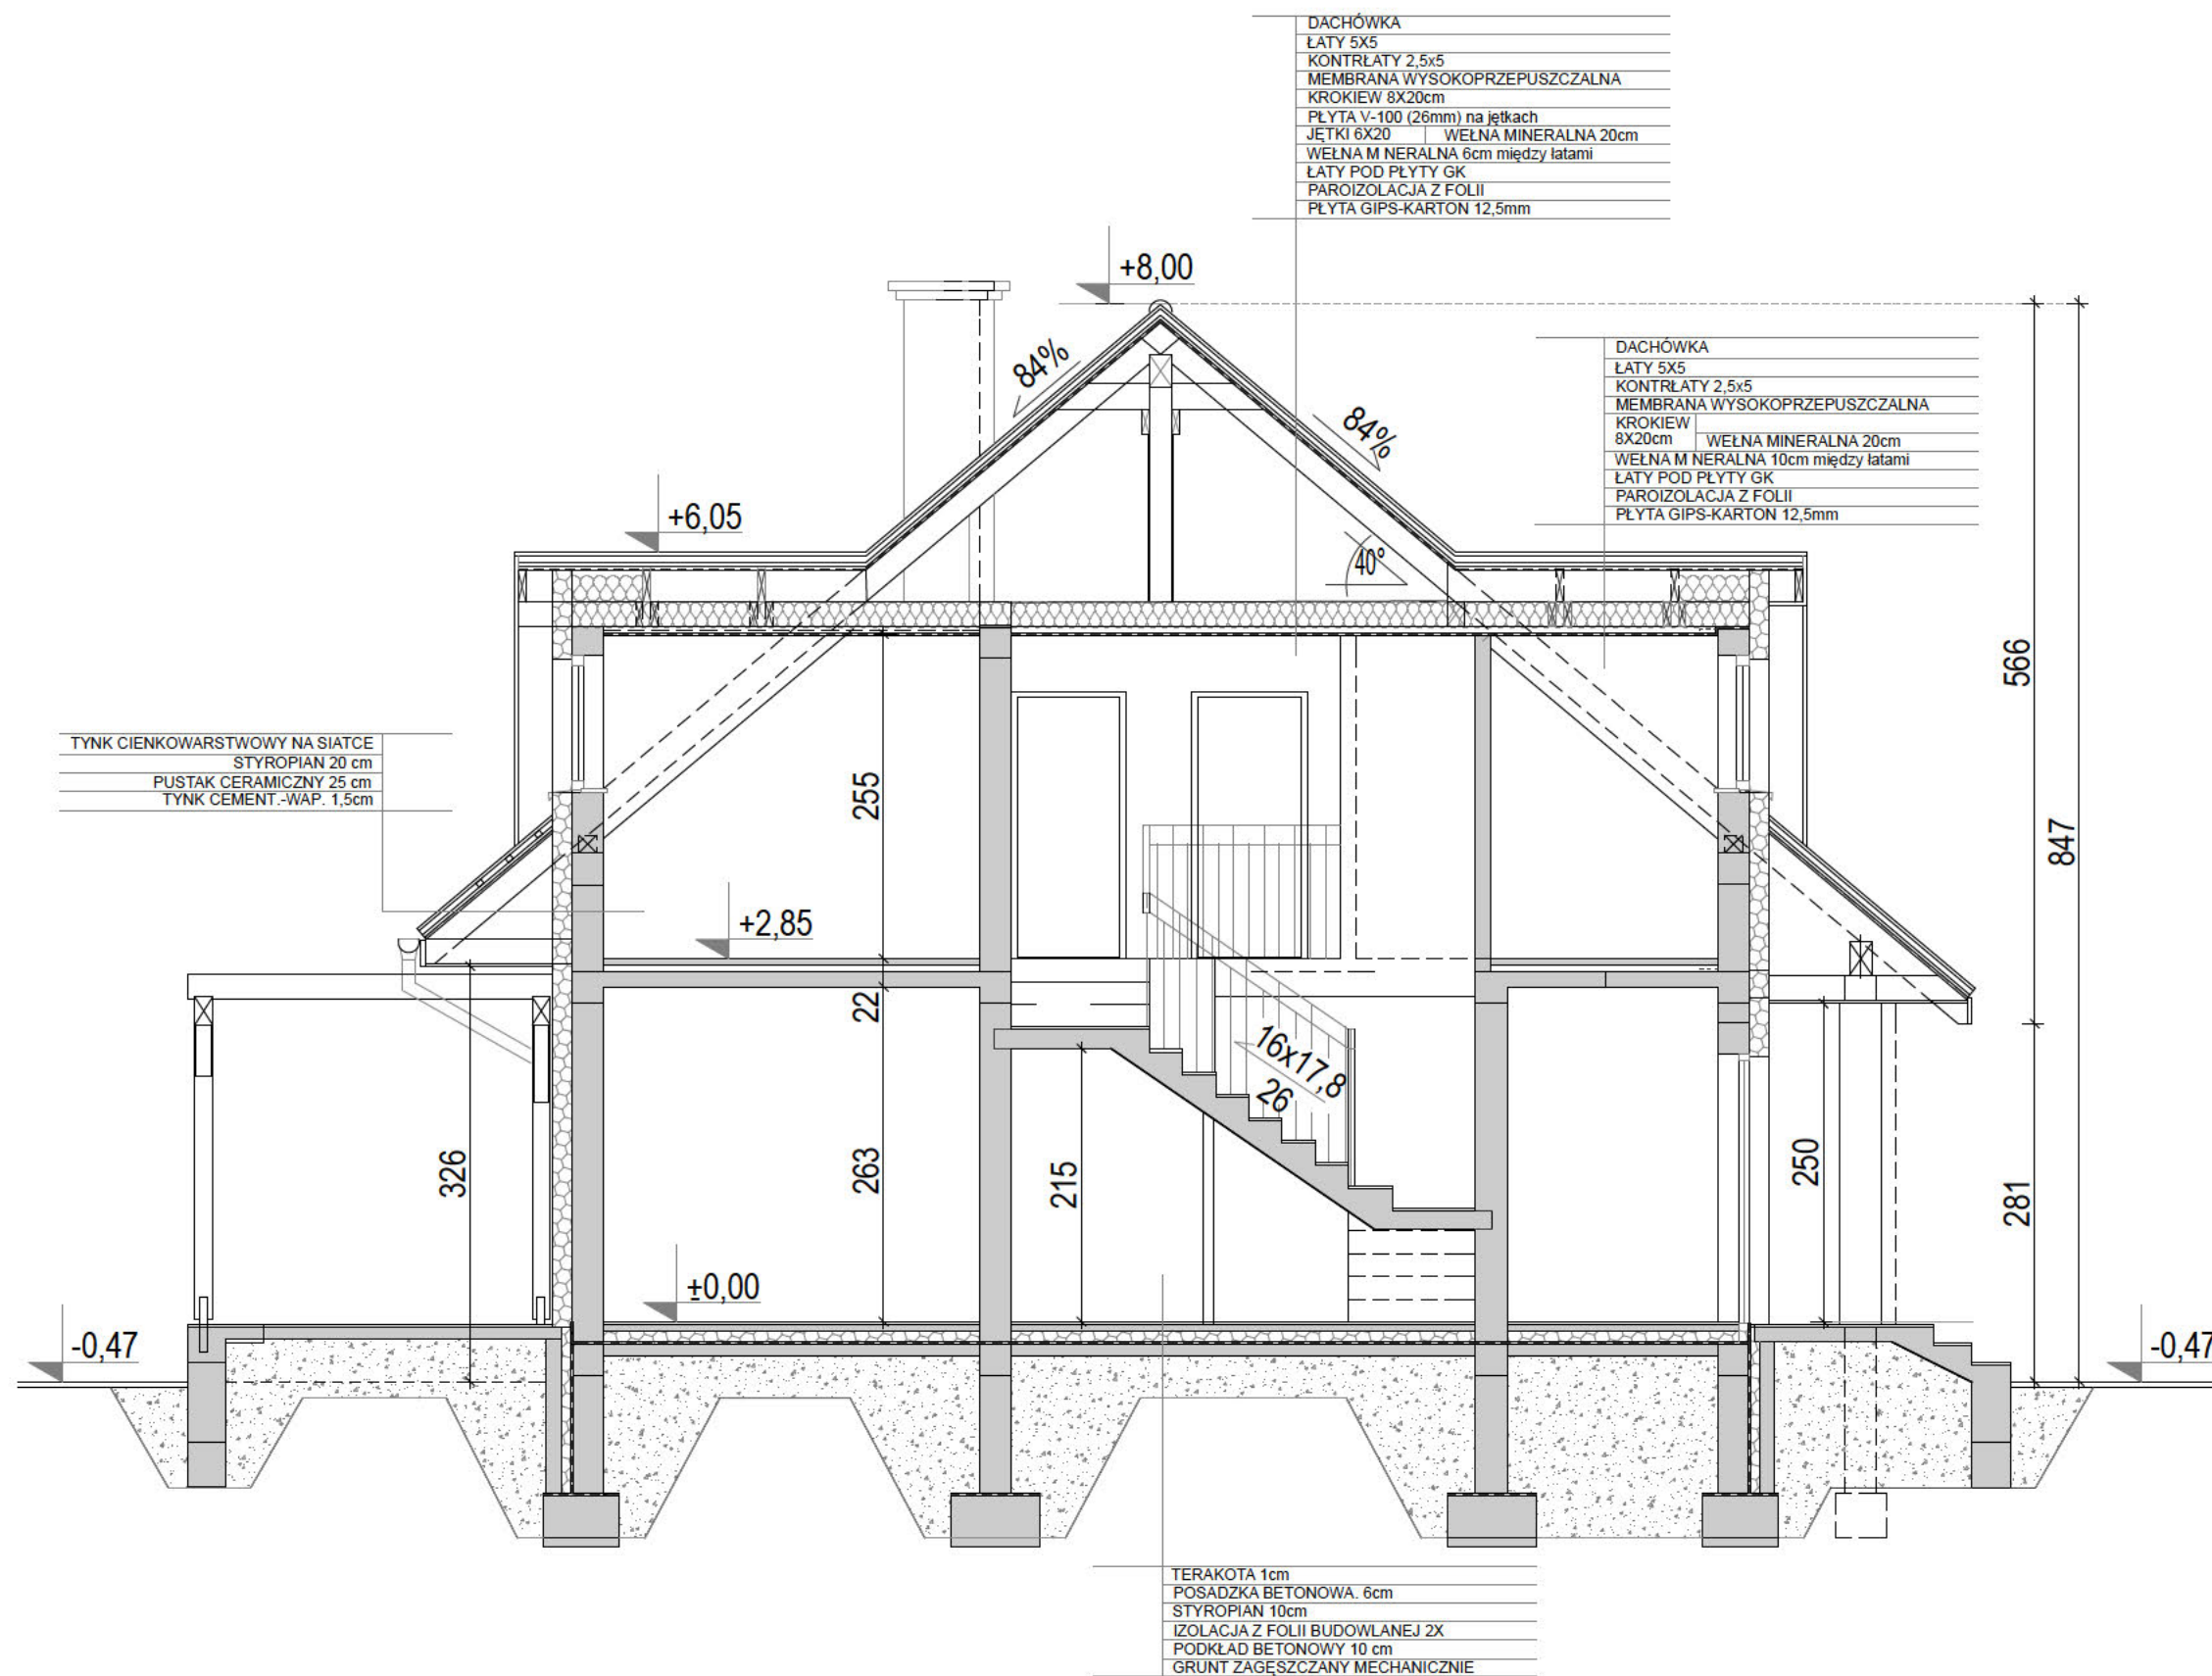 DACHÓWKA
ŁATY 5X5
KONTRŁATY 2,5x5
MEMBRANA WYSOKOPRZEPUSZCZALNA
KROKIEW 8X20cm
PŁYTA V-100 (26mm) na jętkach
JĘTKI 6X20 WEŁNA MINERALNA 20cm
WEŁNA M NERALNA 6cm między łatami
ŁATY POD PŁYTY GK
PAROIZOLACJA Z FOLII
PŁYTA GIPS-KARTON 12,5mm
+8,00
84%
84%
DACHÓWKA
ŁATY 5X5
KONTRŁATY 2,5x5
MEMBRANA WYSOKOPRZEPUSZCZALNA
KROKIEW
8X20cm WEŁNA MINERALNA 20cm
WEŁNA M NERALNA 10cm między łatami
ŁATY POD PŁYTY GK
PAROIZOLACJA Z FOLII
PŁYTA GIPS-KARTON 12,5mm
+6,05
40°
566
847
TYNK CIENKOWARSTWOWY NA SIATCE
STYROPIAN 20 cm
PUSTAK CERAMICZNY 25 cm
TYNK CEMENT.-WAP. 1,5cm
255
+2,85
22
16x17,8
26
326
263
215
250
281
±0,00
-0,47
-0,47
TERAKOTA 1cm
POSADZKA BETONOWA. 6cm
STYROPIAN 10cm
IZOLACJA Z FOLII BUDOWLANEJ 2X
PODKŁAD BETONOWY 10 cm
GRUNT ZAGĘSZCZANY MECHANICZNIE